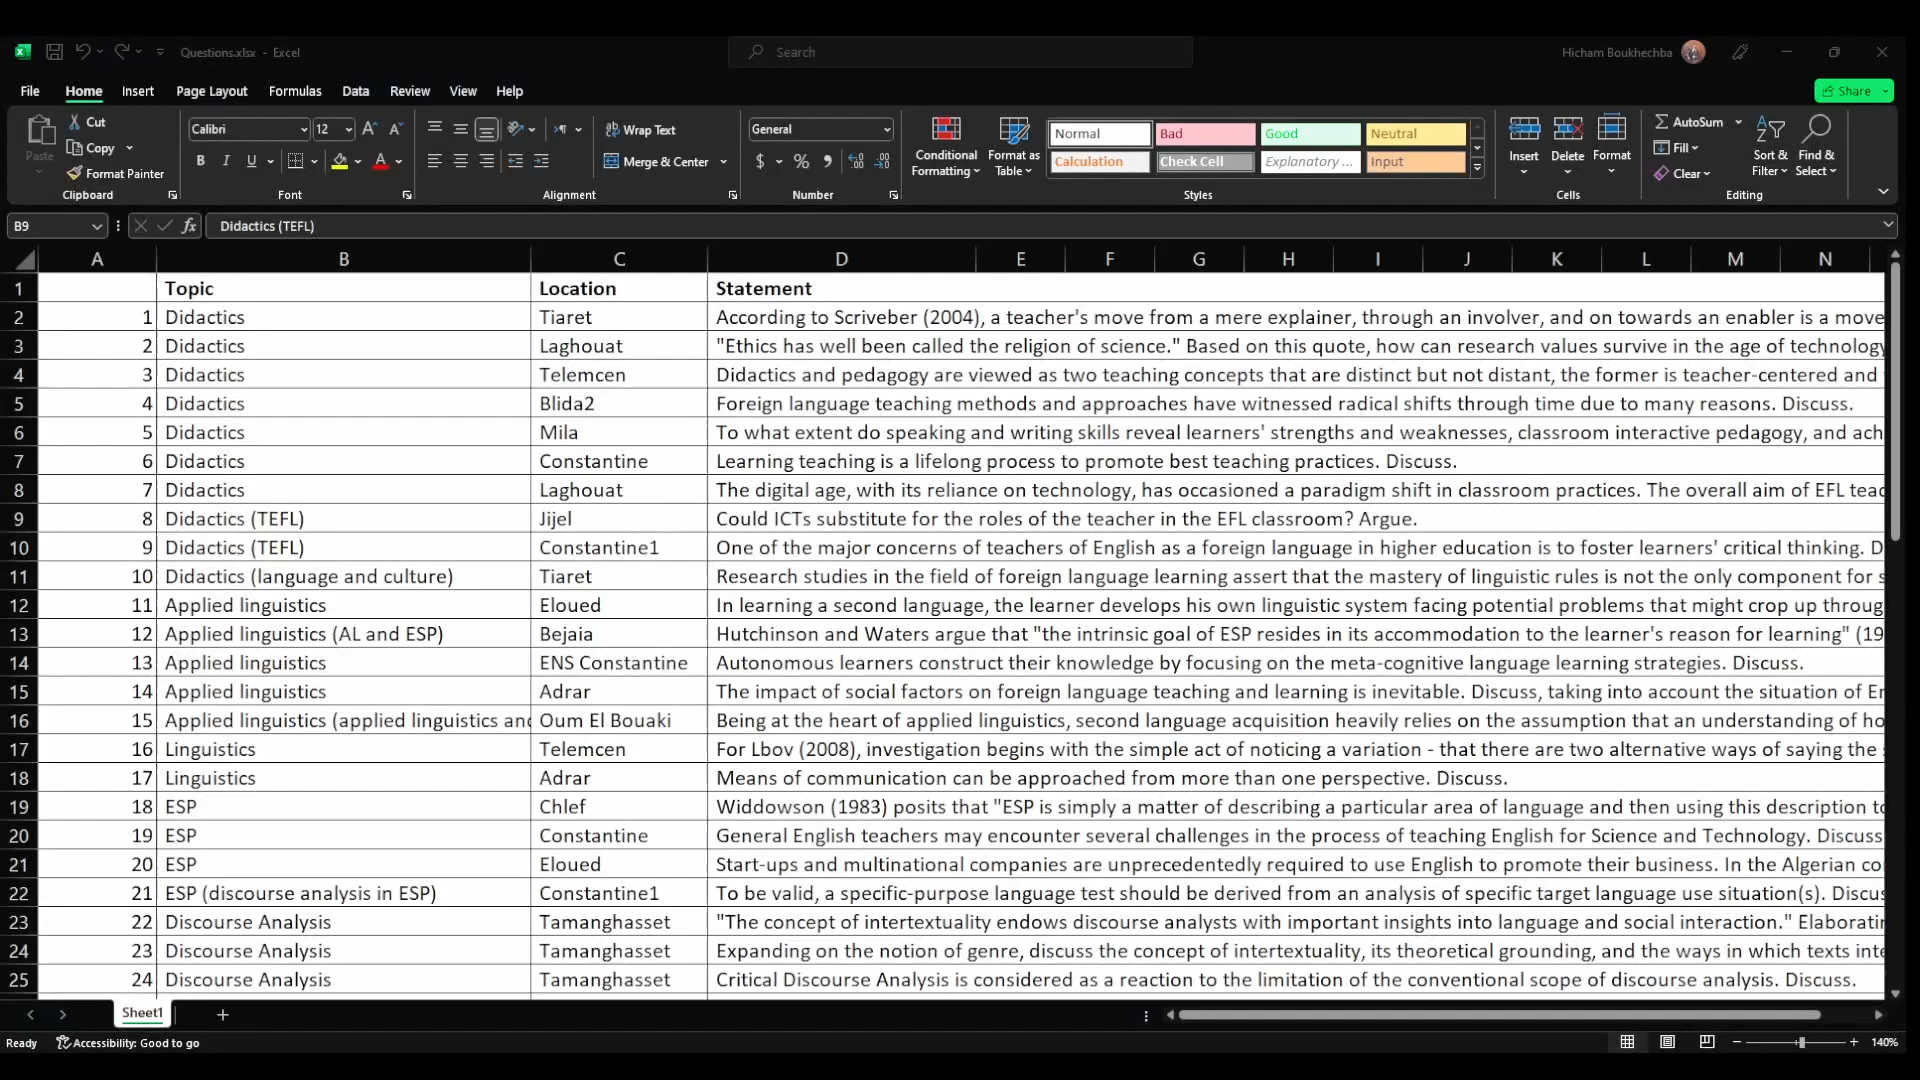 Questions.xlsx - Excel
Search
Hicham Boukhechba
File Home Insert Page Layout Formulas Data Review View Help
Share
Paste
Cut
Copy
Format Painter
Clipboard
Calibri 12
B I U
Font
Wrap Text
Merge & Center
Alignment
General
$ % ,
Number
Conditional Formatting
Format as Table
Normal Bad Good Neutral
Calculation Check Cell Explanatory ... Input
Styles
Insert Delete Format
Cells
AutoSum
Fill
Clear
Sort & Filter
Find & Select
Editing
B9 fx Didactics (TEFL)
A B C D E F G H I J K L M N
1 Topic Location Statement
2 1 Didactics Tiaret According to Scriveber (2004), a teacher's move from a mere explainer, through an involver, and on towards an enabler is a move
3 2 Didactics Laghouat "Ethics has well been called the religion of science." Based on this quote, how can research values survive in the age of technology
4 3 Didactics Telemcen Didactics and pedagogy are viewed as two teaching concepts that are distinct but not distant, the former is teacher-centered and
5 4 Didactics Blida2 Foreign language teaching methods and approaches have witnessed radical shifts through time due to many reasons. Discuss.
6 5 Didactics Mila To what extent do speaking and writing skills reveal learners' strengths and weaknesses, classroom interactive pedagogy, and ach
7 6 Didactics Constantine Learning teaching is a lifelong process to promote best teaching practices. Discuss.
8 7 Didactics Laghouat The digital age, with its reliance on technology, has occasioned a paradigm shift in classroom practices. The overall aim of EFL teac
9 8 Didactics (TEFL) Jijel Could ICTs substitute for the roles of the teacher in the EFL classroom? Argue.
10 9 Didactics (TEFL) Constantine1 One of the major concerns of teachers of English as a foreign language in higher education is to foster learners' critical thinking. D
11 10 Didactics (language and culture) Tiaret Research studies in the field of foreign language learning assert that the mastery of linguistic rules is not the only component for s
12 11 Applied linguistics Eloued In learning a second language, the learner develops his own linguistic system facing potential problems that might crop up throug
13 12 Applied linguistics (AL and ESP) Bejaia Hutchinson and Waters argue that "the intrinsic goal of ESP resides in its accommodation to the learner's reason for learning" (19
14 13 Applied linguistics ENS Constantine Autonomous learners construct their knowledge by focusing on the meta-cognitive language learning strategies. Discuss.
15 14 Applied linguistics Adrar The impact of social factors on foreign language teaching and learning is inevitable. Discuss, taking into account the situation of Er
16 15 Applied linguistics (applied linguistics and Oum El Bouaki Being at the heart of applied linguistics, second language acquisition heavily relies on the assumption that an understanding of ho
17 16 Linguistics Telemcen For Lbov (2008), investigation begins with the simple act of noticing a variation - that there are two alternative ways of saying the
18 17 Linguistics Adrar Means of communication can be approached from more than one perspective. Discuss.
19 18 ESP Chlef Widdowson (1983) posits that "ESP is simply a matter of describing a particular area of language and then using this description to
20 19 ESP Constantine General English teachers may encounter several challenges in the process of teaching English for Science and Technology. Discuss
21 20 ESP Eloued Start-ups and multinational companies are unprecedentedly required to use English to promote their business. In the Algerian co
22 21 ESP (discourse analysis in ESP) Constantine1 To be valid, a specific-purpose language test should be derived from an analysis of specific target language use situation(s). Discus
23 22 Discourse Analysis Tamanghasset "The concept of intertextuality endows discourse analysts with important insights into language and social interaction." Elaboratin
24 23 Discourse Analysis Tamanghasset Expanding on the notion of genre, discuss the concept of intertextuality, its theoretical grounding, and the ways in which texts inte
25 24 Discourse Analysis Tamanghasset Critical Discourse Analysis is considered as a reaction to the limitation of the conventional scope of discourse analysis. Discuss.
Sheet1
Ready Accessibility: Good to go 140%